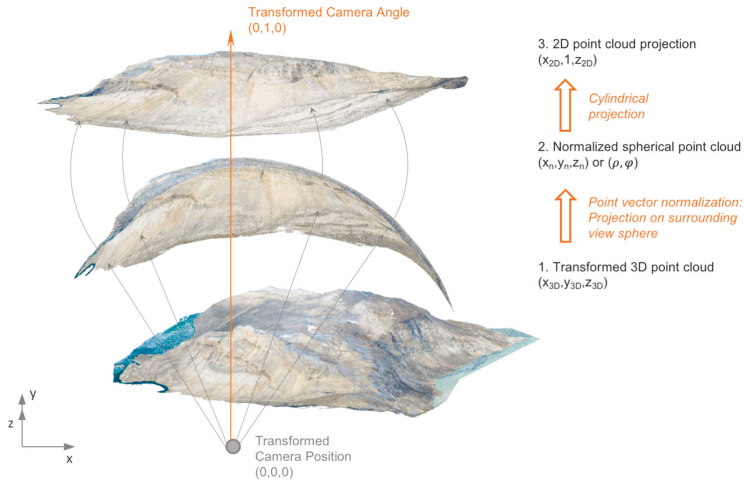 Transformed Camera Angle
(0,1,0)
3. 2D point cloud projection
(x2D,1,z2D)
Cylindrical
projection
2. Normalized spherical point cloud
(xn,yn,zn) or (ρ,φ)
Point vector normalization:
Projection on surrounding
view sphere
1. Transformed 3D point cloud
(x3D,y3D,z3D)
y
z
x
Transformed
Camera Position
(0,0,0)